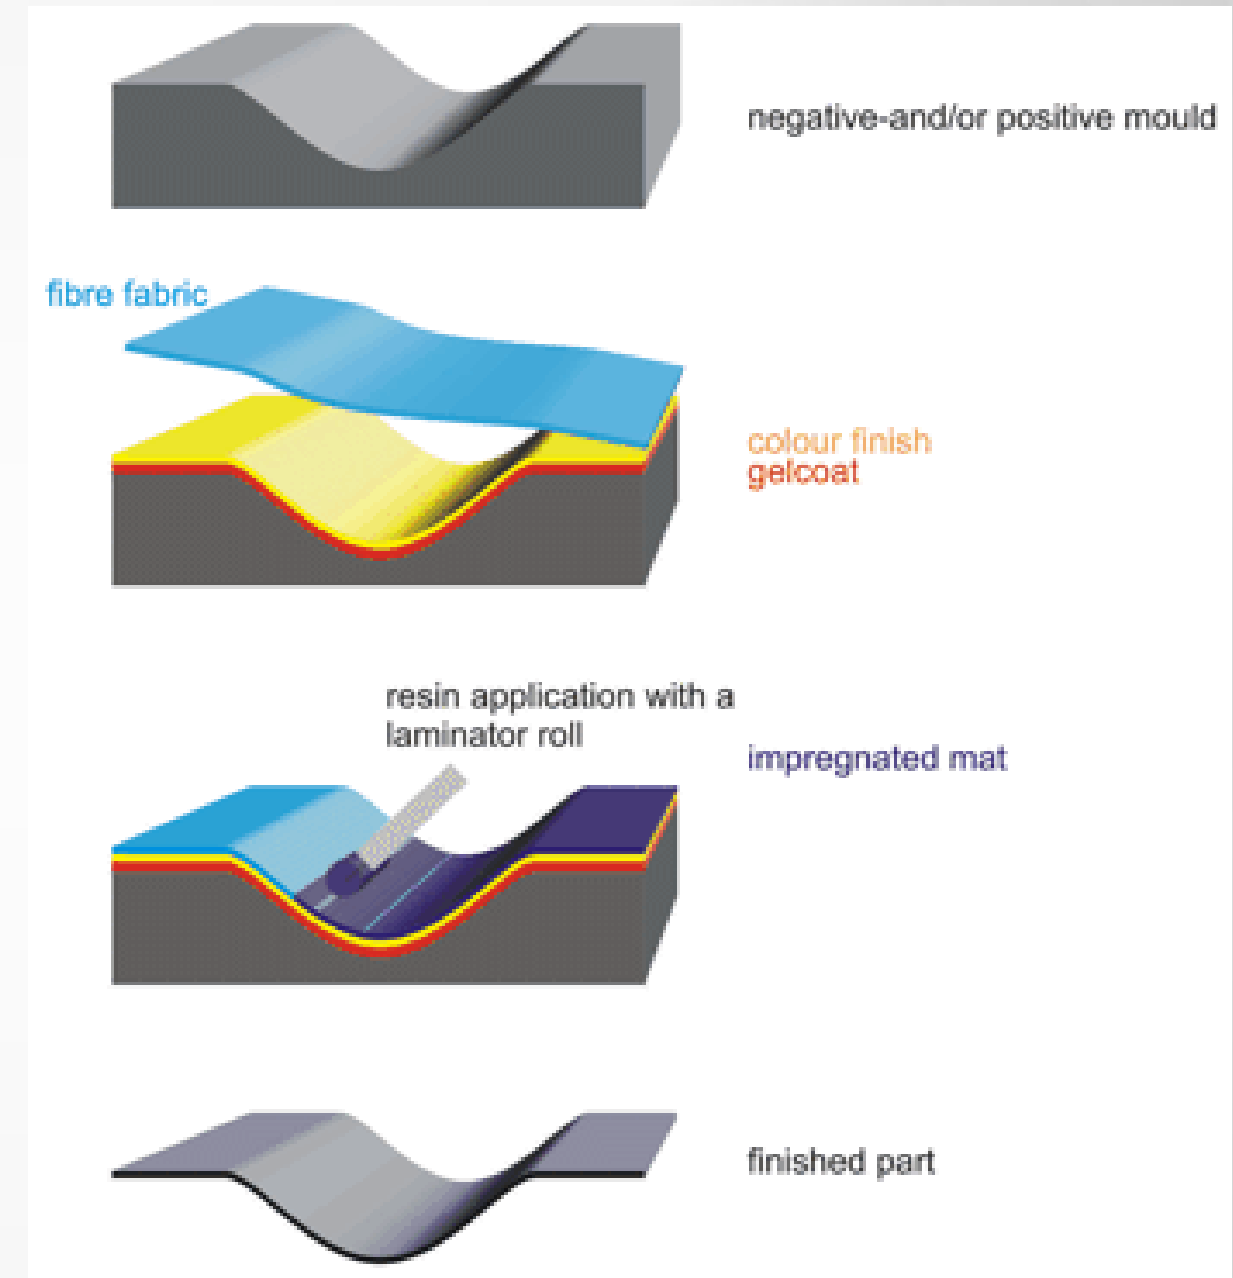 negative-and/or positive mould
fibre fabric
colour finish
gelcoat
resin application with a
laminator roll
impregnated mat
finished part